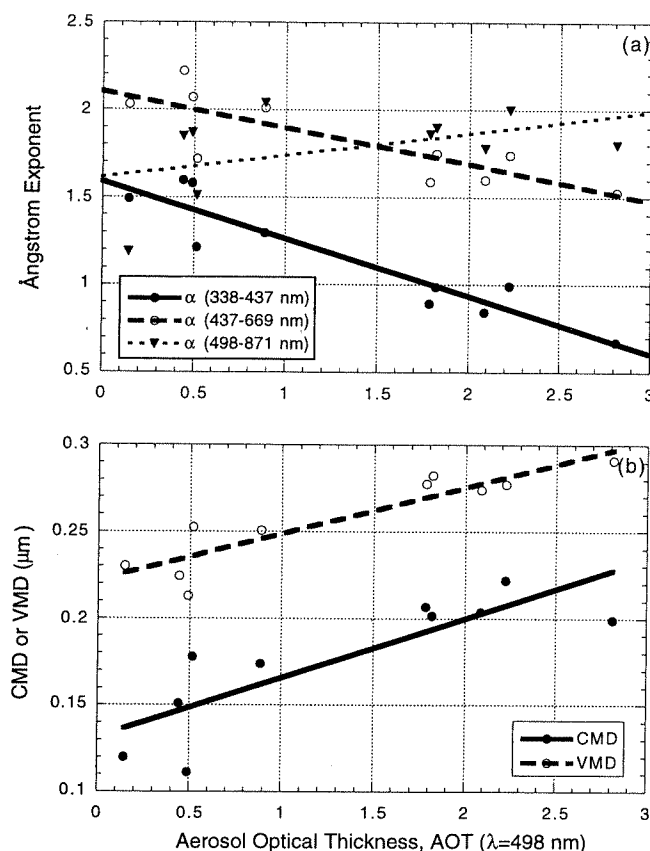 (a)
2.5
2
1.5
1
0.5
Ångstrom Exponent
α (338-437 nm)
α (437-669 nm)
α (498-871 nm)
0 0.5 1 1.5 2 2.5 3
(b)
0.3
0.25
0.2
0.15
0.1
CMD or VMD (μm)
CMD
VMD
0 0.5 1 1.5 2 2.5 3
Aerosol Optical Thickness, AOT (λ=498 nm)